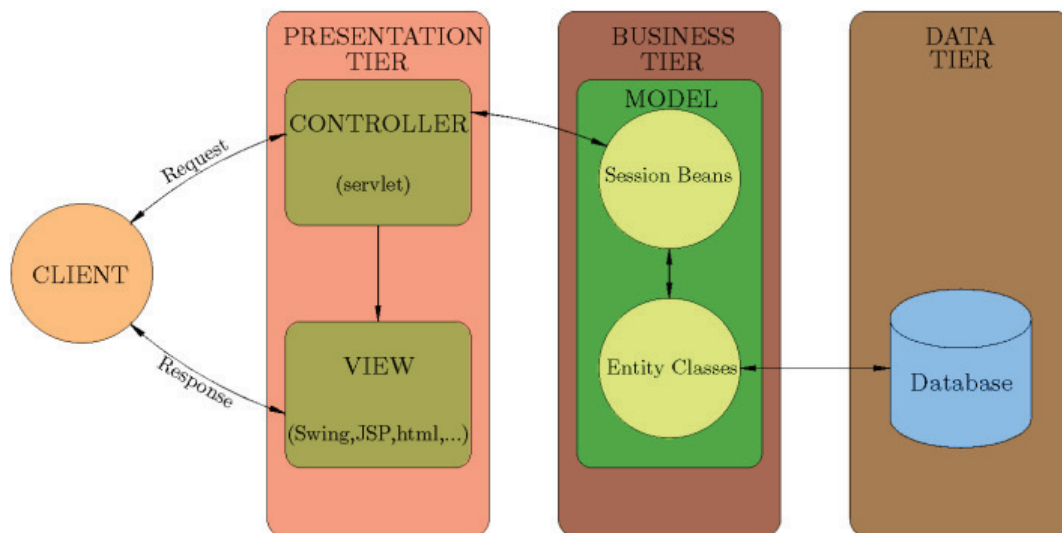 PRESENTATION
TIER
BUSINESS
TIER
DATA
TIER
CONTROLLER
(servlet)
MODEL
Session Beans
Request
CLIENT
Response
VIEW
(Swing,JSP,html,...)
Entity Classes
Database